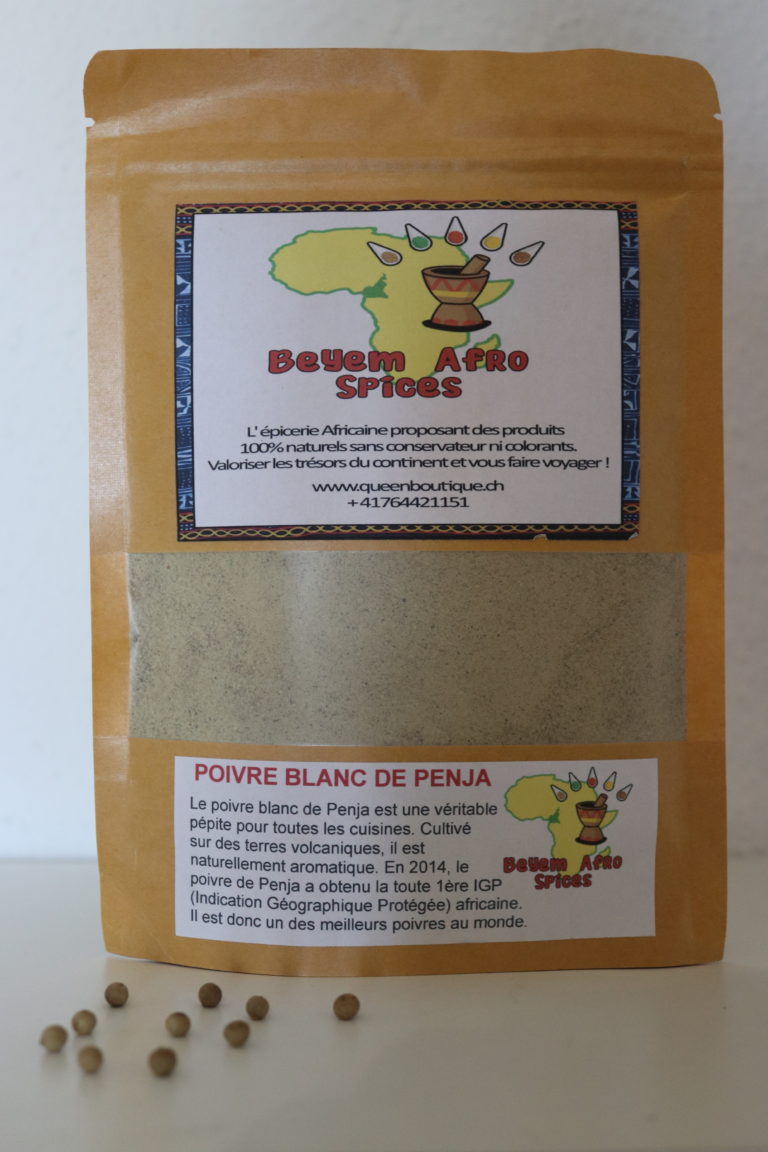 Beyem Afro
Spices
L'épicerie Africaine proposant des produits
100% naturels sans conservateur ni colorants.
Valoriser les trésors du continent et vous faire voyager !
www.queenboutique.ch
+41764421151
POIVRE BLANC DE PENJA
Le poivre blanc de Penja est une véritable
pépite pour toutes les cuisines. Cultivé
sur des terres volcaniques, il est
naturellement aromatique. En 2014, le
poivre de Penja a obtenu la toute 1ère IGP
(Indication Géographique Protégée) africaine.
Il est donc un des meilleurs poivres au monde.
Beyem Afro
Spices